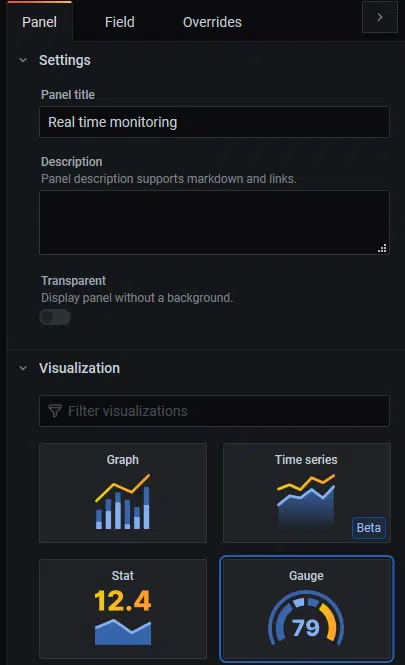 Panel Field Overrides
Settings
Panel title
Real time monitoring
Description
Panel description supports markdown and links.
Transparent
Display panel without a background.
Visualization
Filter visualizations
Graph Time series
Beta
Stat Gauge
12.4 79